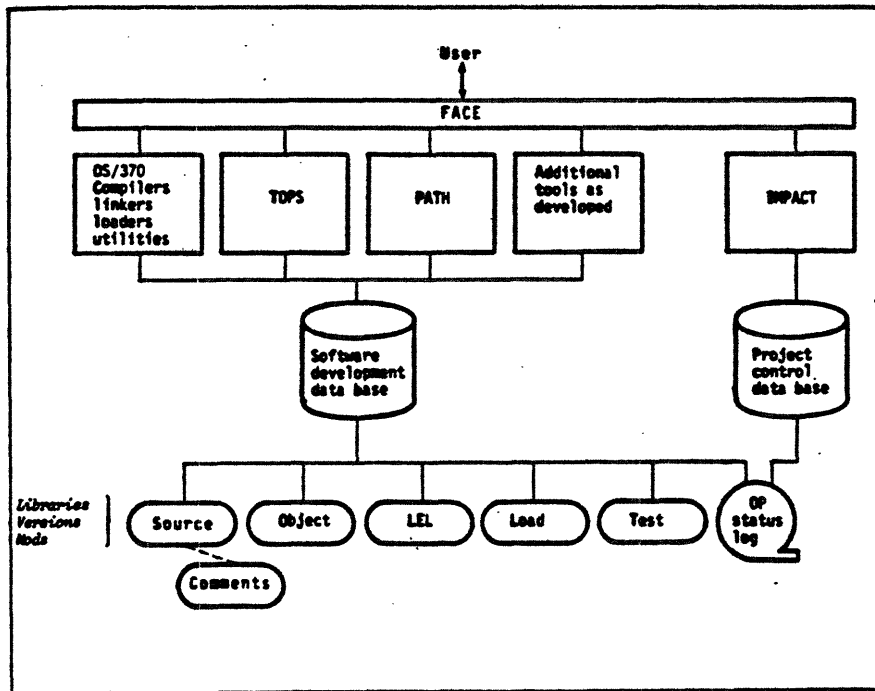 User
FACE
OS/370
Compilers
linkers
loaders
utilities
TOPS
PATH
Additional
tools as
developed
IMPACT
Software
development
data base
Project
control
data base
Libraries
Versions
Mods
Source
Object
LEL
Load
Test
OP
status
log
Comments